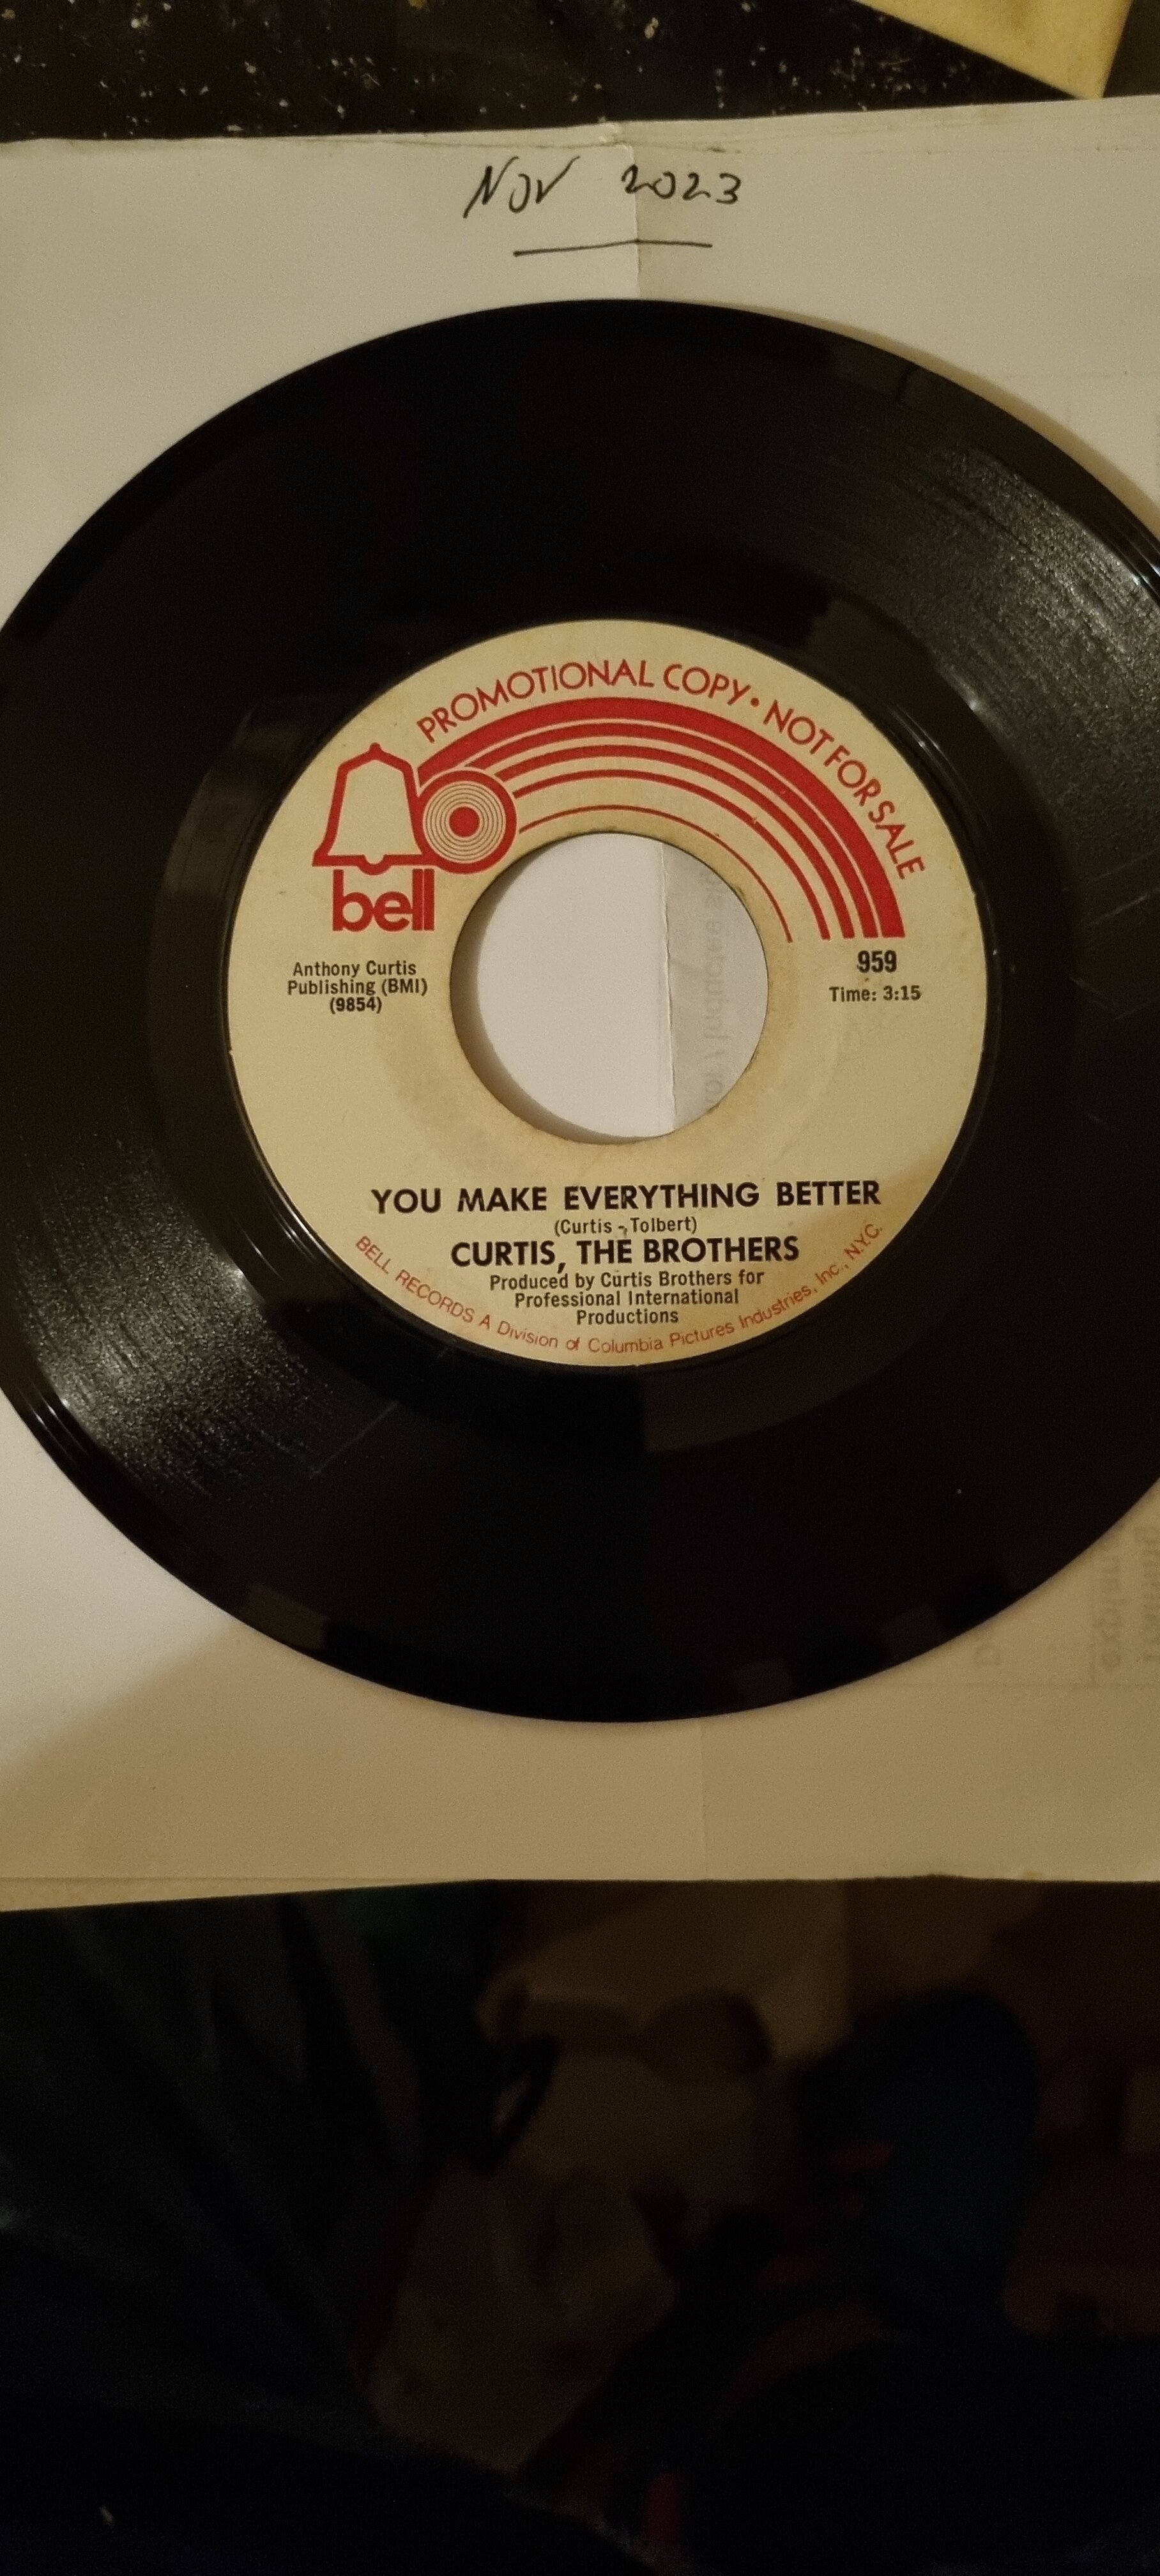 NOV 2023
PROMOTIONAL COPY • NOT FOR SALE
bell
Anthony Curtis
Publishing (BMI)
(9854)
959
Time: 3:15
YOU MAKE EVERYTHING BETTER
(Curtis - Tolbert)
CURTIS, THE BROTHERS
Produced by Curtis Brothers for
Professional International
Productions
BELL RECORDS A Division of Columbia Pictures Industries, Inc., N.Y.C.